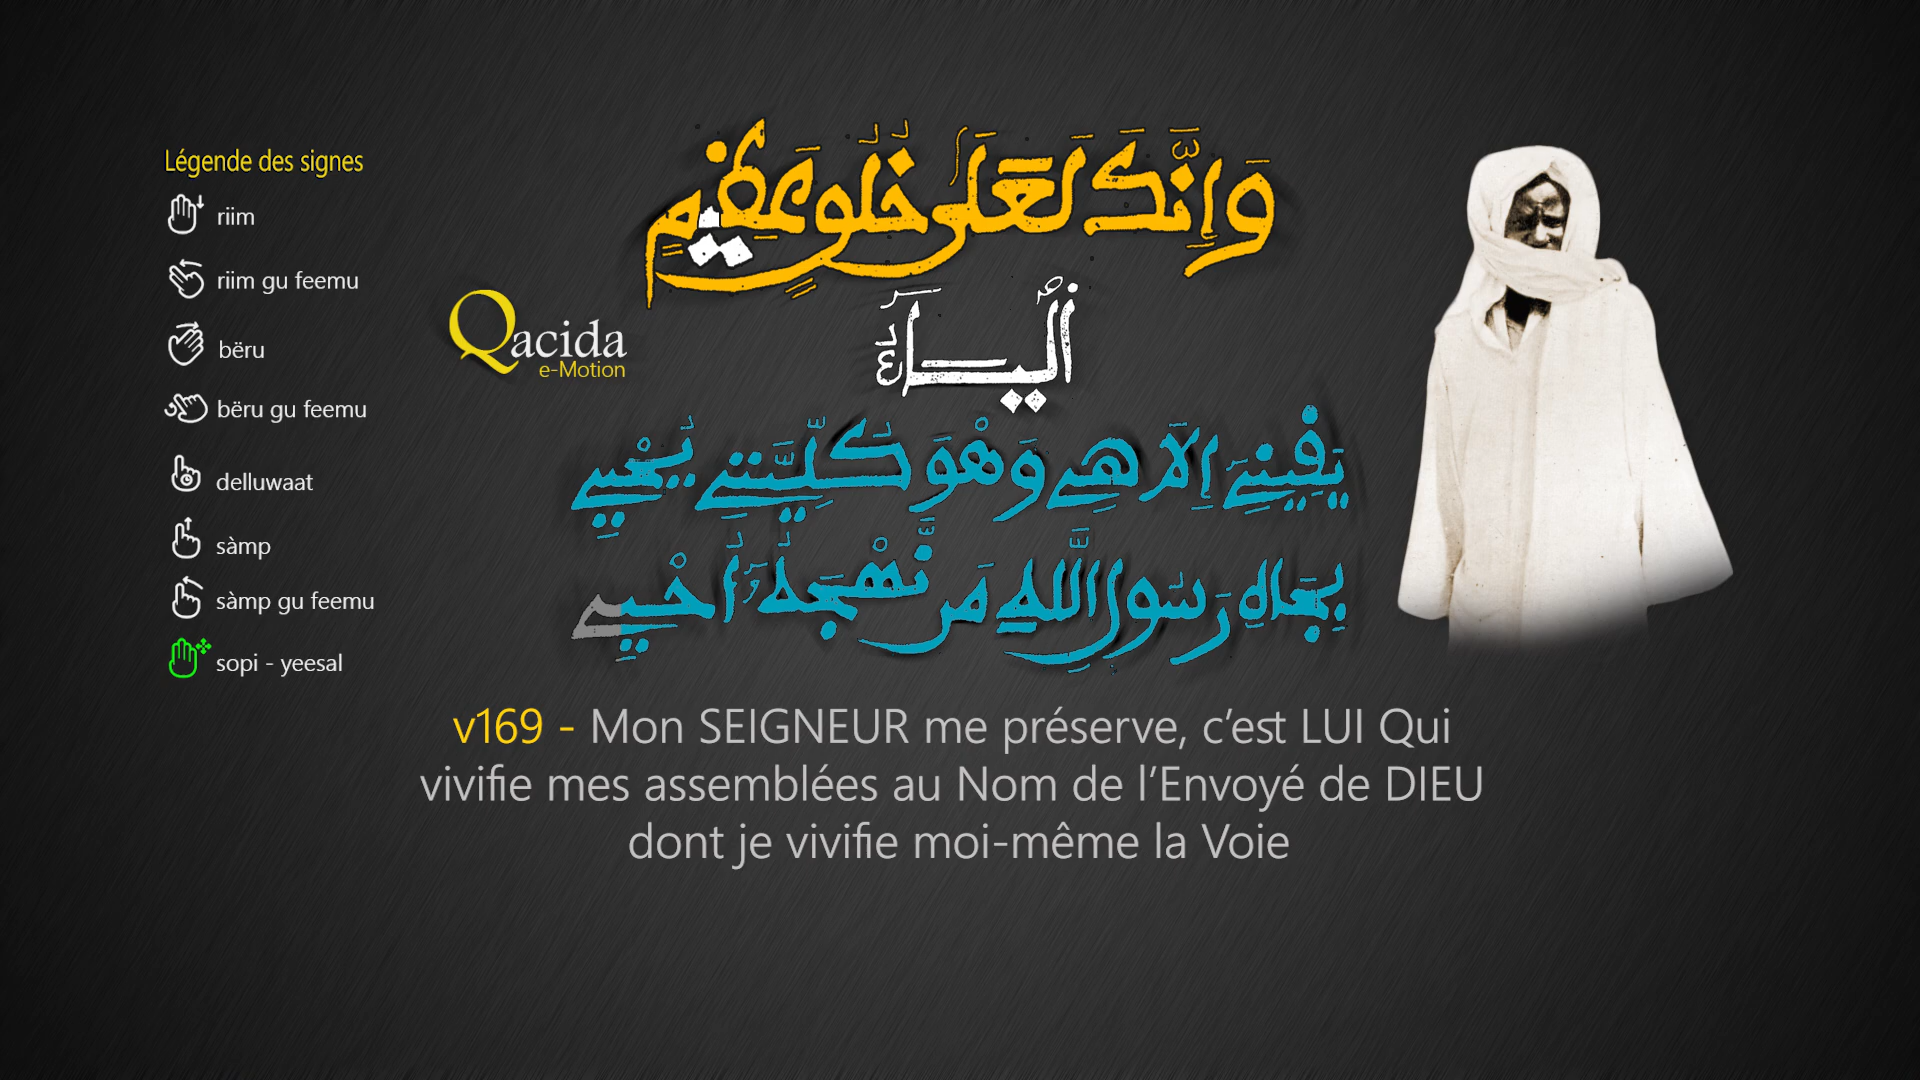 وَإِنَّكَ لَعَلَىٰ خُلُوٍ عَظِيمٍ
Légende des signes
riim
riim gu feemu
bëru
bëru gu feemu
delluwaat
sàmp
sàmp gu feemu
sopi - yeesal
Qacida
e-Motion
اَلْيَاءُ
يَفِينِے إِلَاهِے وَهْوَ كُلِّيَّتِے يُحْيِے
بِجَاهِ رَسُولِ اللَّهِ مَن نَّهْجَهُ أُحْيِے
v169 - Mon SEIGNEUR me préserve, c’est LUI Qui
vivifie mes assemblées au Nom de l’Envoyé de DIEU
dont je vivifie moi-même la Voie